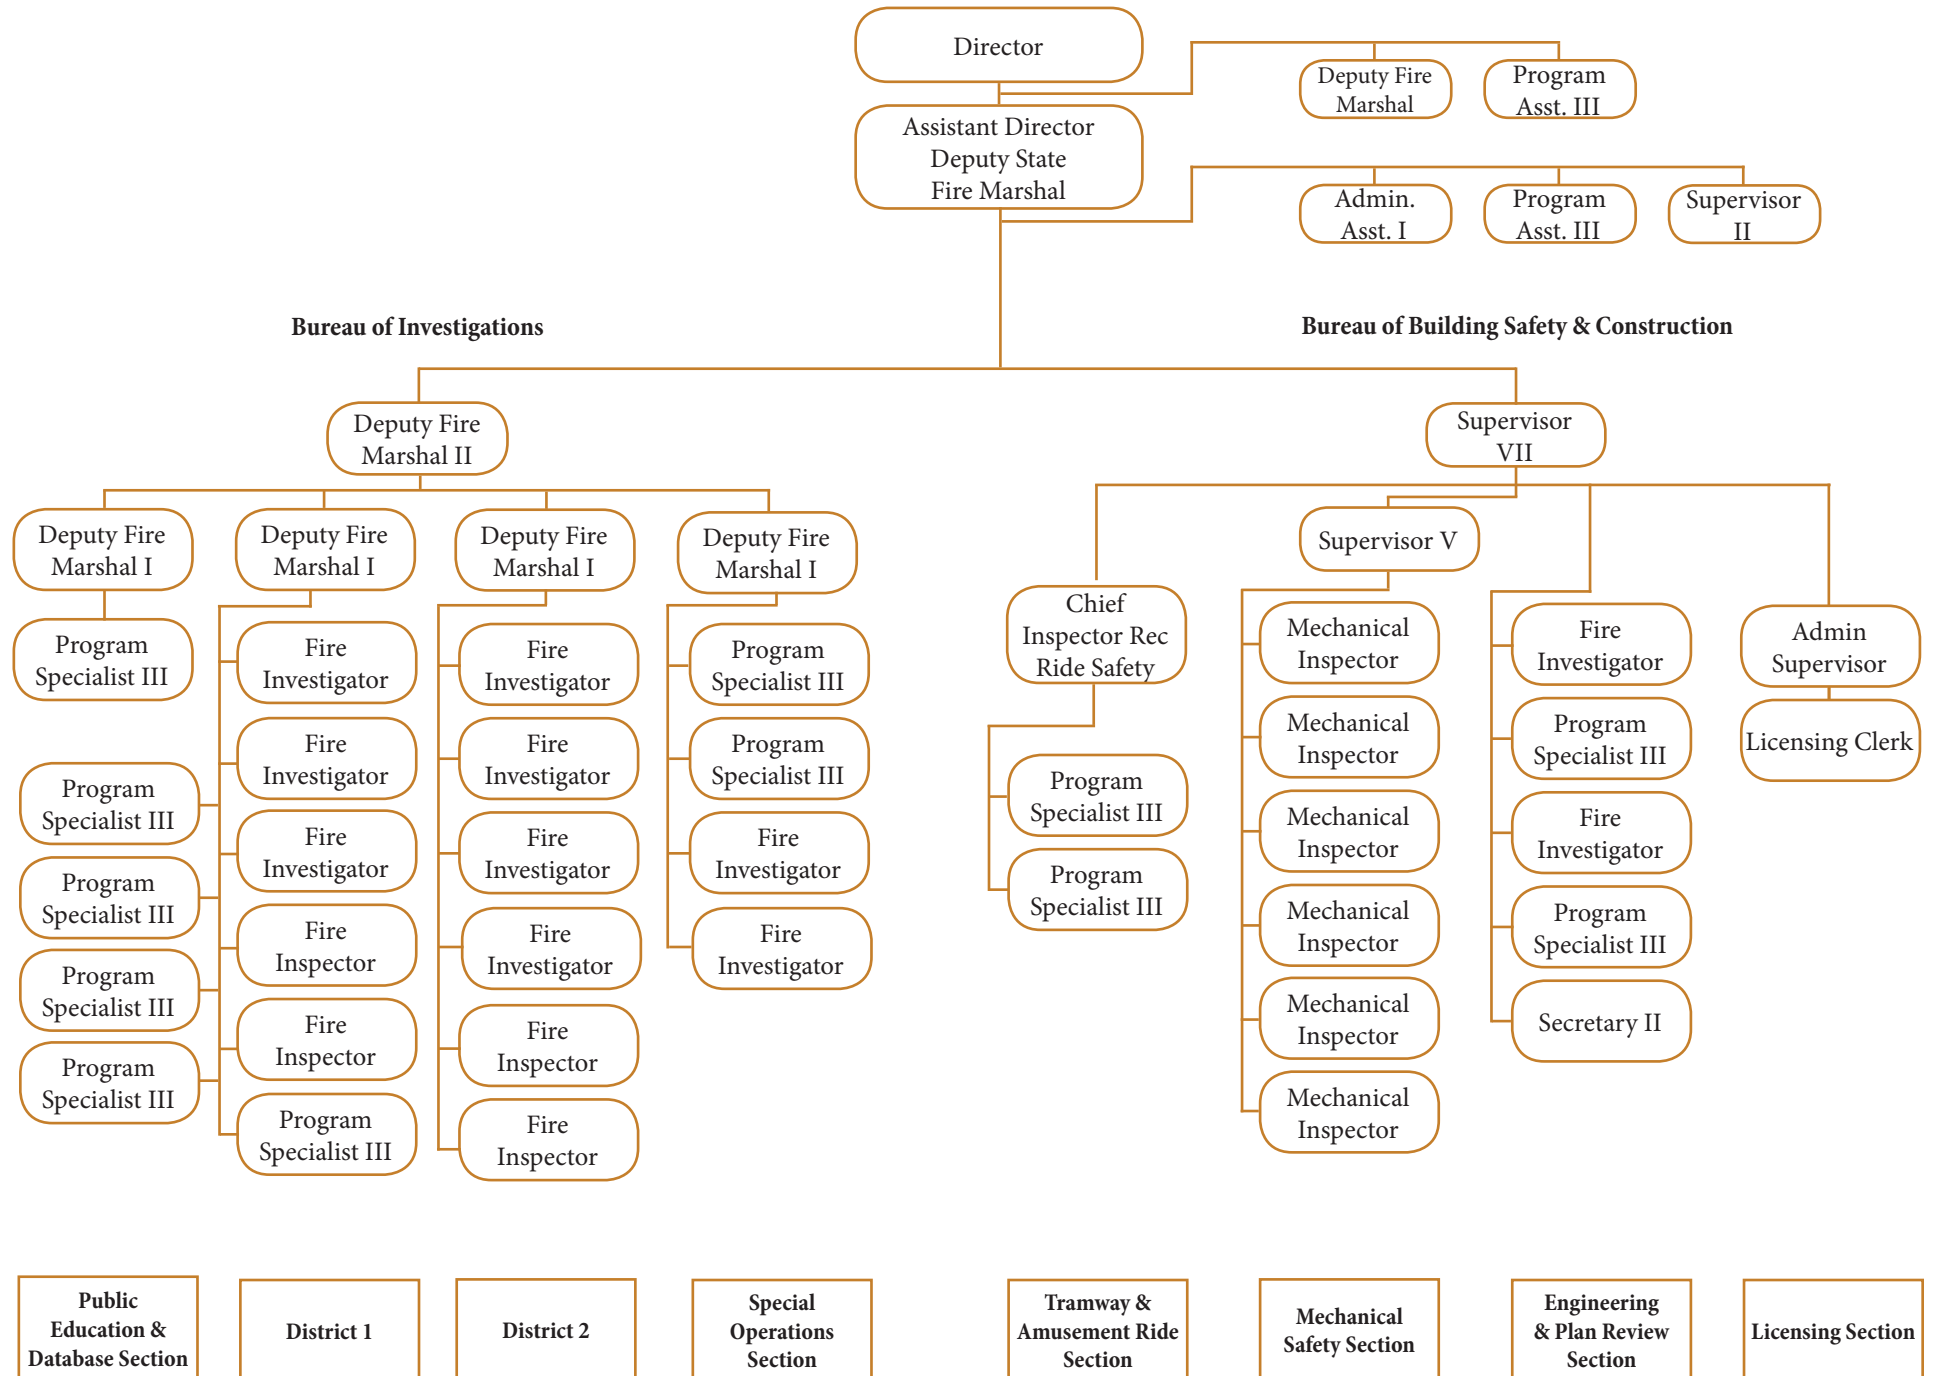 Director
Deputy Fire
Marshal
Program
Asst. III
Assistant Director
Deputy State
Fire Marshal
Admin.
Asst. I
Program
Asst. III
Supervisor
II
Bureau of Investigations
Bureau of Building Safety & Construction
Deputy Fire
Marshal II
Supervisor
VII
Deputy Fire
Marshal I
Program
Specialist III
Program
Specialist III
Program
Specialist III
Program
Specialist III
Program
Specialist III
Deputy Fire
Marshal I
Fire
Investigator
Fire
Investigator
Fire
Investigator
Fire
Inspector
Fire
Inspector
Program
Specialist III
Deputy Fire
Marshal I
Fire
Investigator
Fire
Investigator
Fire
Investigator
Fire
Investigator
Fire
Inspector
Fire
Inspector
Deputy Fire
Marshal I
Program
Specialist III
Program
Specialist III
Fire
Investigator
Fire
Investigator
Chief
Inspector Rec
Ride Safety
Program
Specialist III
Program
Specialist III
Supervisor V
Mechanical
Inspector
Mechanical
Inspector
Mechanical
Inspector
Mechanical
Inspector
Mechanical
Inspector
Mechanical
Inspector
Fire
Investigator
Program
Specialist III
Fire
Investigator
Program
Specialist III
Secretary II
Admin
Supervisor
Licensing Clerk
Public
Education &
Database Section
District 1
District 2
Special
Operations
Section
Tramway &
Amusement Ride
Section
Mechanical
Safety Section
Engineering
& Plan Review
Section
Licensing Section